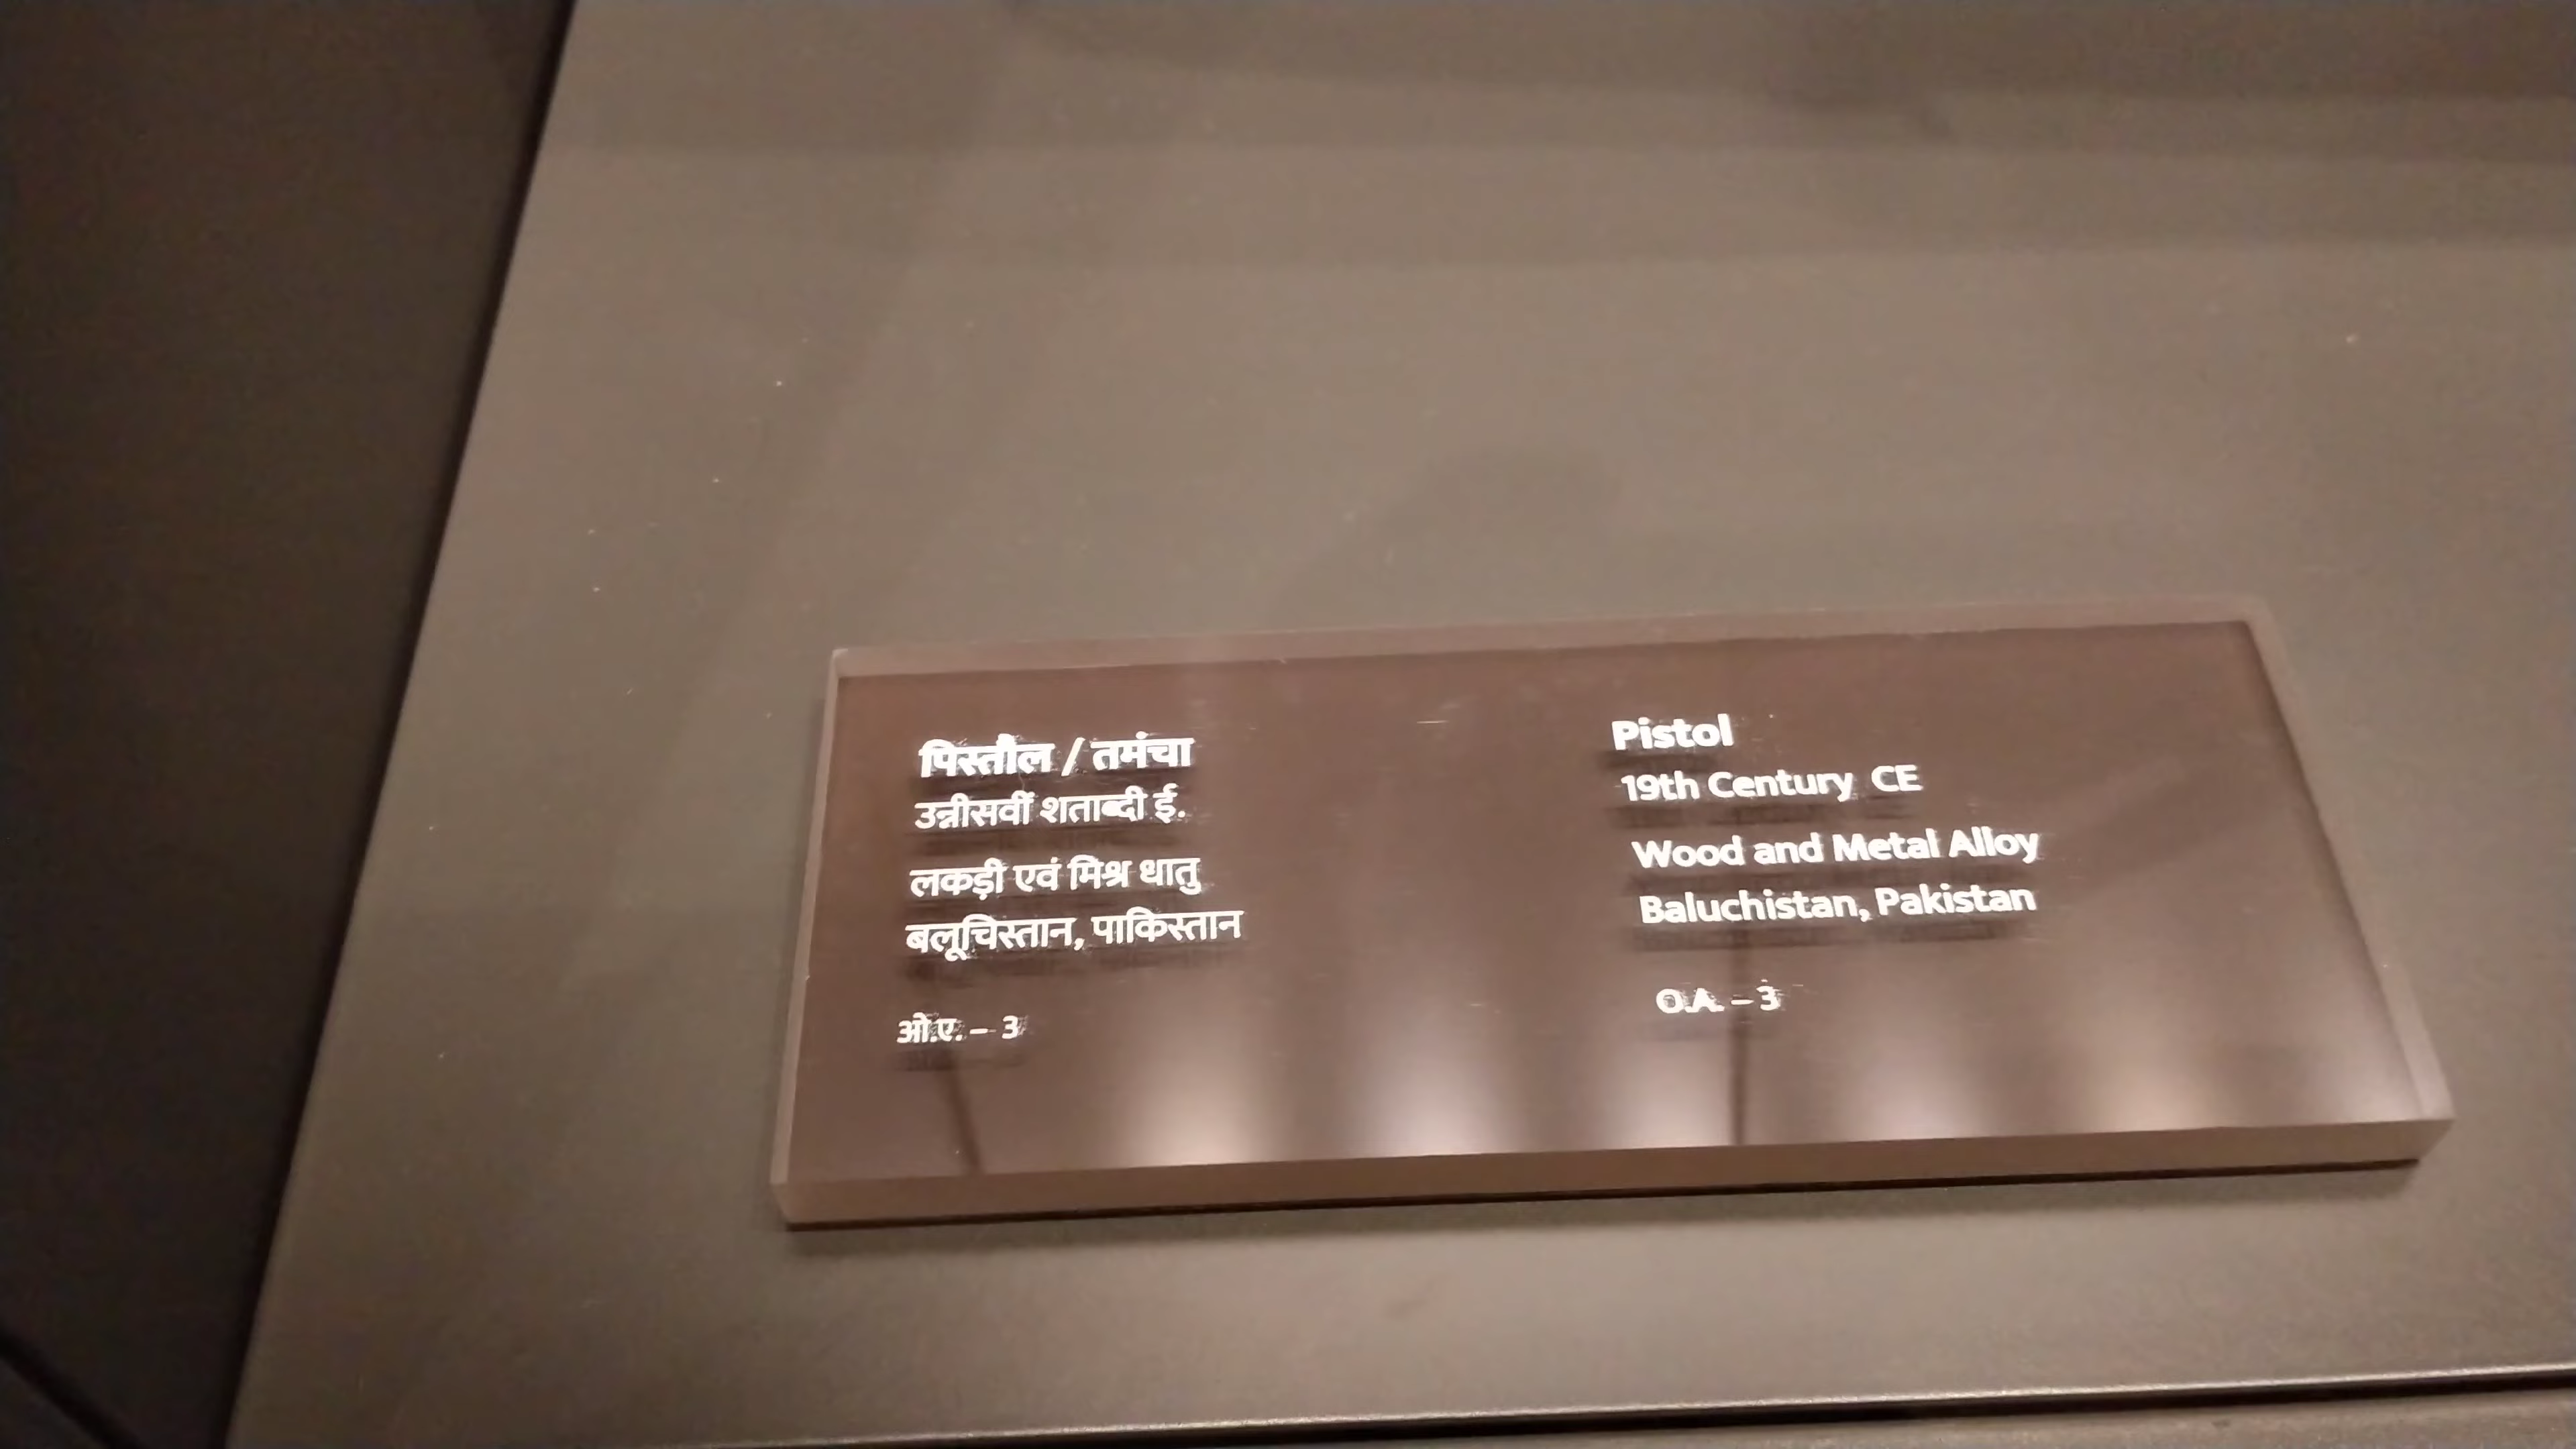 पिस्तौल / तमंचा
उन्नीसवीं शताब्दी ई.
लकड़ी एवं मिश्र धातु
बलूचिस्तान, पाकिस्तान
ओ.ए. – 3
Pistol
19th Century CE
Wood and Metal Alloy
Baluchistan, Pakistan
O.A. – 3